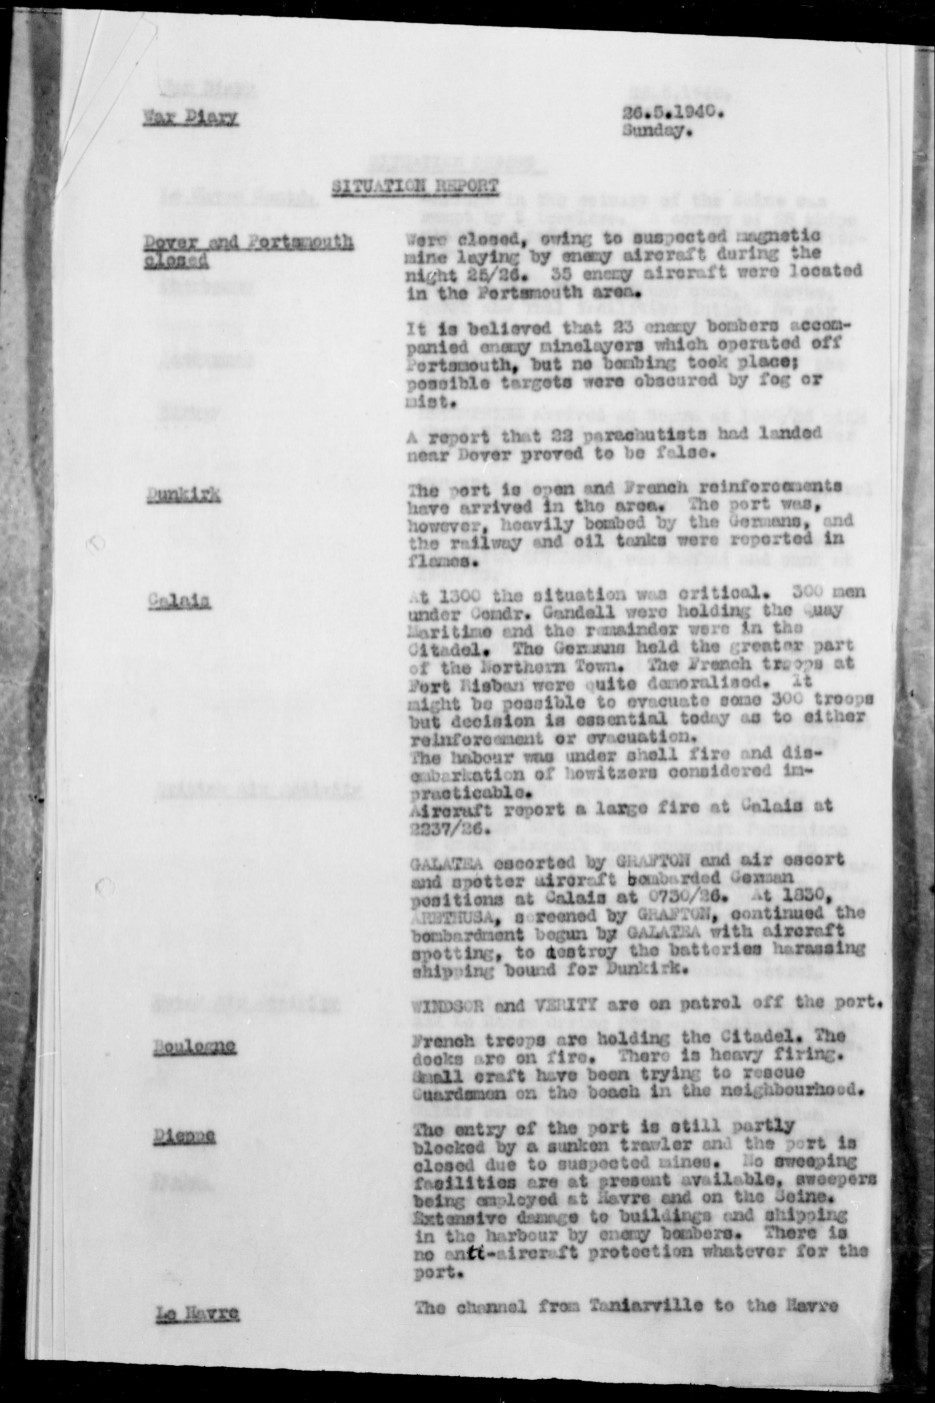 War Diary
26.5.1940.
Sunday.
SITUATION REPORT
Dover and Portsmouth
closed
Were closed, owing to suspected magnetic
mine laying by enemy aircraft during the
night 25/26. 35 enemy aircraft were located
in the Portsmouth area.
It is believed that 23 enemy bombers accom-
panied enemy minelayers which operated off
Portsmouth, but no bombing took place;
possible targets were obscured by fog or
mist.
A report that 22 parachutists had landed
near Dover proved to be false.
Dunkirk
The port is open and French reinforcements
have arrived in the area. The port was,
however, heavily bombed by the Germans, and
the railway and oil tanks were reported in
flames.
Calais
At 1300 the situation was critical. 300 men
under Comdr. Gandell were holding the Quay
Maritime and the remainder were in the
Citadel. The Germans held the greater part
of the Northern Town. The French troops at
Fort Risban were quite demoralised. It
might be possible to evacuate some 300 troops
but decision is essential today as to either
reinforcement or evacuation.
The habour was under shell fire and dis-
embarkation of howitzers considered im-
practicable.
Aircraft report a large fire at Calais at
2237/26.
GALATEA escorted by GRAFTON and air escort
and spotter aircraft bombarded German
positions at Calais at 0730/26. At 1830,
ARETHUSA, screened by GRAFTON, continued the
bombardment begun by GALATEA with aircraft
spotting, to destroy the batteries harassing
shipping bound for Dunkirk.
WINDSOR and VERITY are on patrol off the port.
Boulogne
French troops are holding the Citadel. The
docks are on fire. There is heavy firing.
Small craft have been trying to rescue
Guardsmen on the beach in the neighbourhood.
Dieppe
The entry of the port is still partly
blocked by a sunken trawler and the port is
closed due to suspected mines. No sweeping
facilities are at present available, sweepers
being employed at Havre and on the Seine.
Extensive damage to buildings and shipping
in the harbour by enemy bombers. There is
no anti-aircraft protection whatever for the
port.
Le Havre
The channel from Taniarville to the Havre